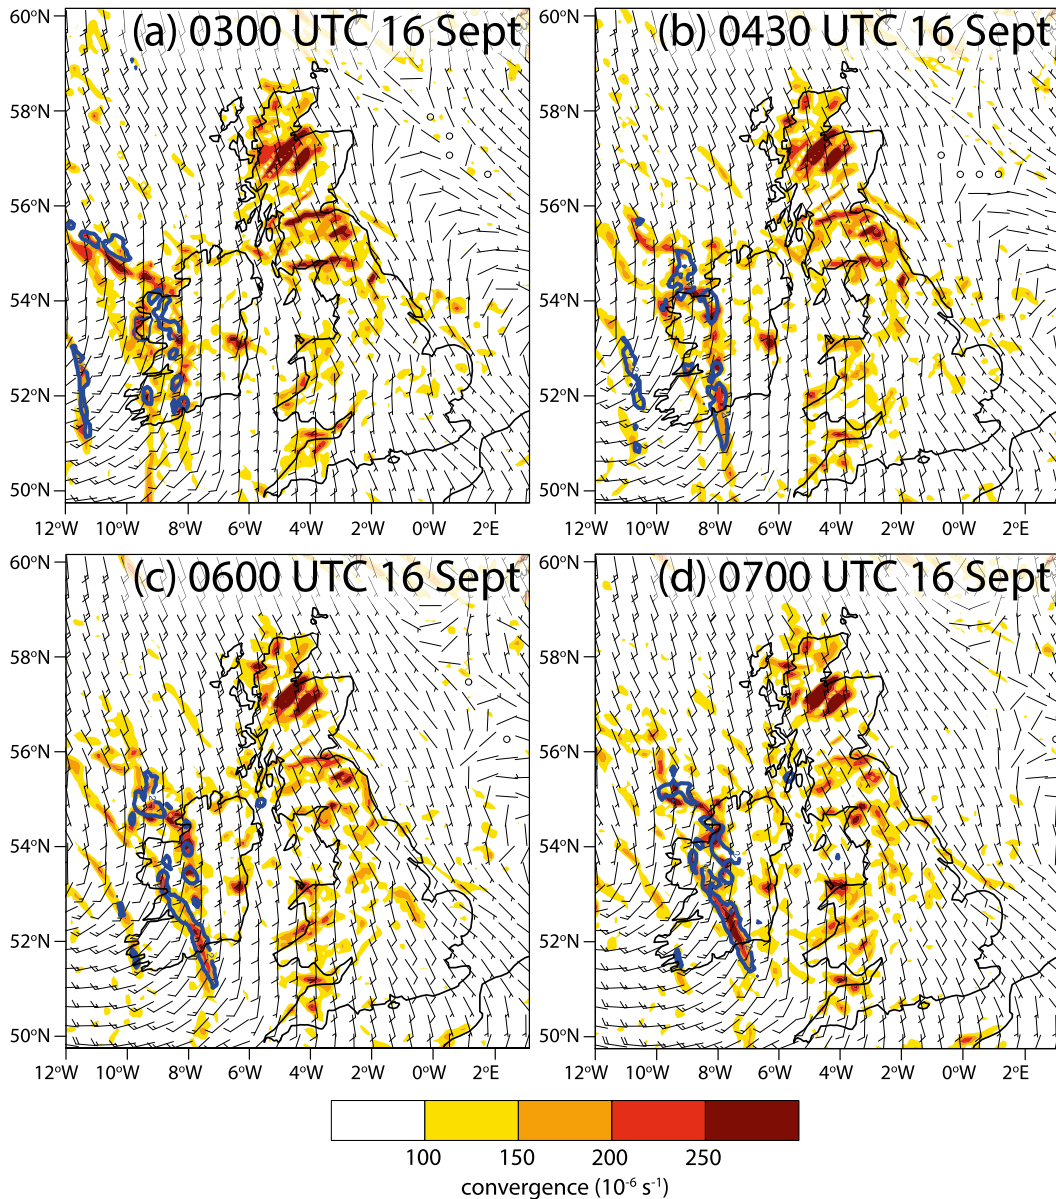 (a) 0300 UTC 16 Sept (b) 0430 UTC 16 Sept
60°N 60°N
58°N 58°N
56°N 56°N
54°N 54°N
52°N 52°N
50°N 50°N
12°W 10°W 8°W 6°W 4°W 2°W 0°W 2°E 12°W 10°W 8°W 6°W 4°W 2°W 0°W 2°E
(c) 0600 UTC 16 Sept (d) 0700 UTC 16 Sept
60°N 60°N
58°N 58°N
56°N 56°N
54°N 54°N
52°N 52°N
50°N 50°N
12°W 10°W 8°W 6°W 4°W 2°W 0°W 2°E 12°W 10°W 8°W 6°W 4°W 2°W 0°W 2°E
100 150 200 250
convergence (10⁻⁶ s⁻¹)